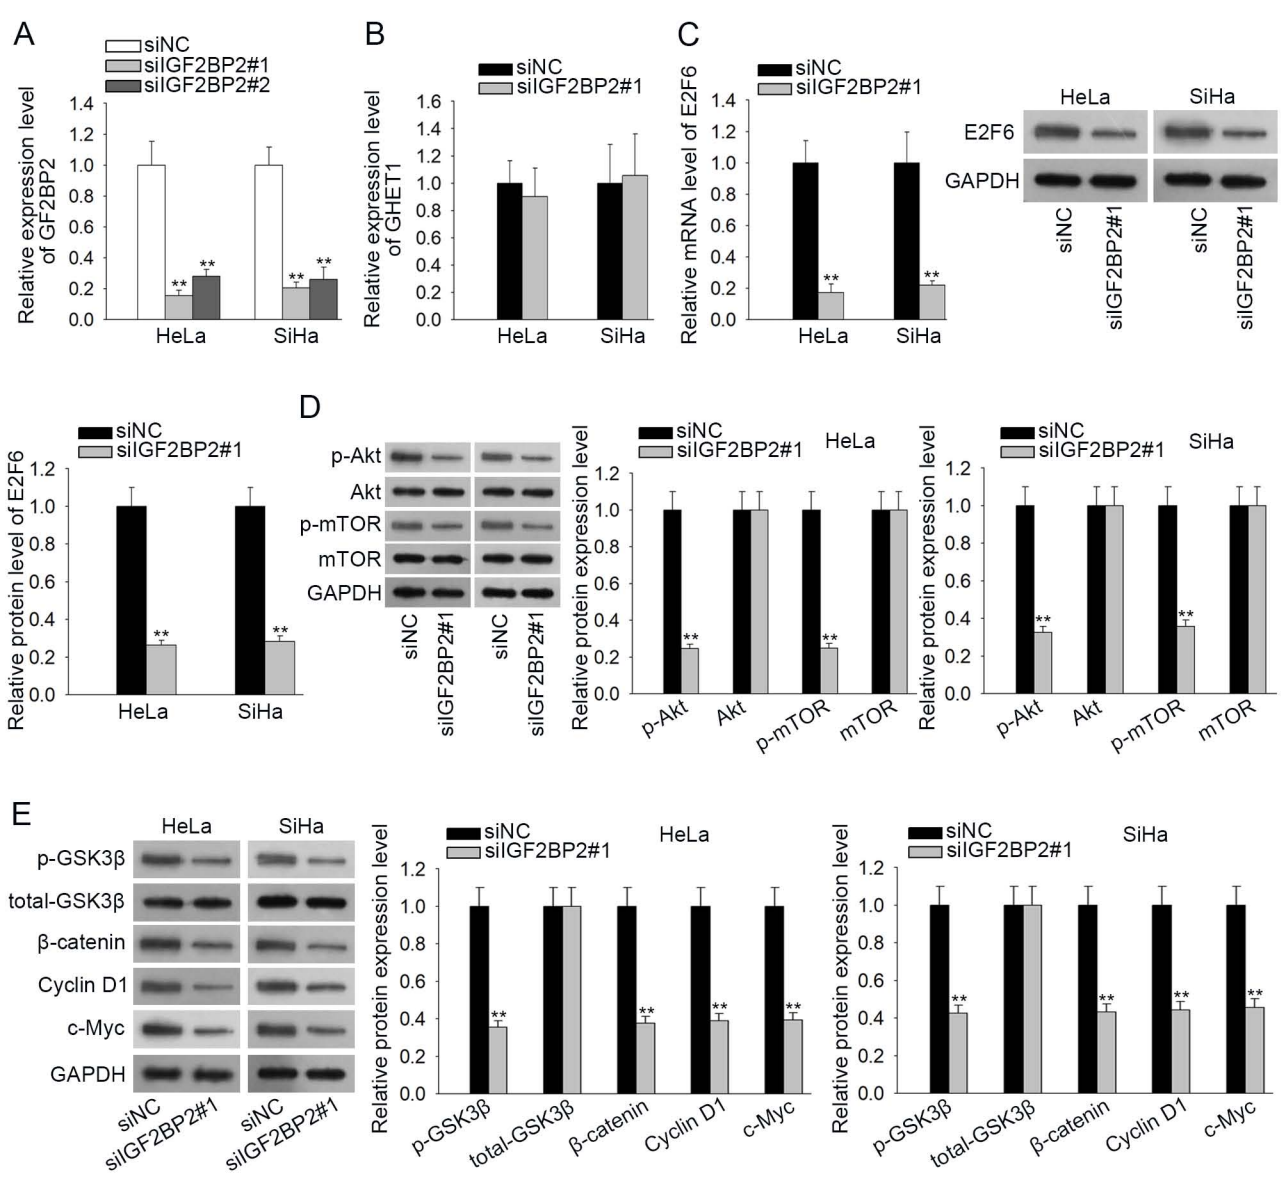 A
siNC
siIGF2BP2#1
siIGF2BP2#2
Relative expression level
of GF2BP2
1.4
1.2
1.0
0.8
0.6
0.4
0.2
0.0
**
**
**
**
HeLa
SiHa
B
siNC
siIGF2BP2#1
Relative expression level
of GHET1
1.6
1.4
1.2
1.0
0.8
0.6
0.4
0.2
0.0
HeLa
SiHa
C
siNC
siIGF2BP2#1
Relative mRNA level of E2F6
1.4
1.2
1.0
0.8
0.6
0.4
0.2
0.0
**
**
HeLa
SiHa
HeLa
SiHa
E2F6
GAPDH
siNC
siIGF2BP2#1
siNC
siIGF2BP2#1
siNC
siIGF2BP2#1
Relative protein level of E2F6
1.2
1.0
0.8
0.6
0.4
0.2
0.0
**
**
HeLa
SiHa
D
p-Akt
Akt
p-mTOR
mTOR
GAPDH
siNC
siIGF2BP2#1
siNC
siIGF2BP2#1
siNC
siIGF2BP2#1
HeLa
Relative protein expression level
1.2
1.0
0.8
0.6
0.4
0.2
0.0
**
**
p-Akt
Akt
p-mTOR
mTOR
siNC
siIGF2BP2#1
SiHa
Relative protein expression level
1.2
1.0
0.8
0.6
0.4
0.2
0.0
**
**
p-Akt
Akt
p-mTOR
mTOR
E
HeLa
SiHa
p-GSK3β
total-GSK3β
β-catenin
Cyclin D1
c-Myc
GAPDH
siNC
siIGF2BP2#1
siNC
siIGF2BP2#1
siNC
siIGF2BP2#1
HeLa
Relative protein expression level
1.2
1.0
0.8
0.6
0.4
0.2
0.0
**
**
**
**
p-GSK3β
total-GSK3β
β-catenin
Cyclin D1
c-Myc
siNC
siIGF2BP2#1
SiHa
Relative protein expression level
1.2
1.0
0.8
0.6
0.4
0.2
0.0
**
**
**
**
p-GSK3β
total-GSK3β
β-catenin
Cyclin D1
c-Myc